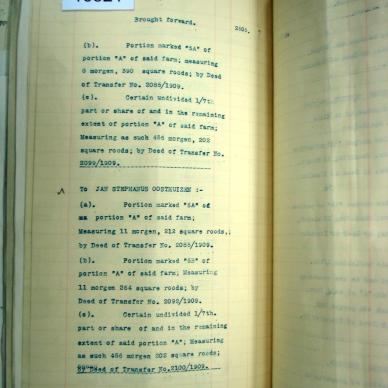 Brought forward.
2505.
(b). Portion marked "5A" of
portion "A" of said farm; measuring
6 morgen, 390 square roods; by Deed
of Transfer No. 2085/1909.
(c). Certain undivided 1/7th
part or share of and in the remaining
extent of portion "A" of said farm;
Measuring as such 456 morgen, 202
square roods; by Deed of Transfer No.
2099/1909.
To JAN STEPHANUS OOSTHUIZEN :-
(a). Portion marked "6A" of
portion "A" of said farm;
Measuring 11 morgen, 212 square roods,;
by Deed of Transfer No. 2085/1909.
(b). Portion marked "6B" of
portion "A" of said farm; Measuring
11 morgen 264 square roods; by
Deed of Transfer No. 2092/1909.
(c). Certain undivided 1/7th.
part or share of and in the remaining
extent of said portion "A"; Measuring
as such 456 morgen 202 square roods;
by Deed of Transfer No.2100/1909.